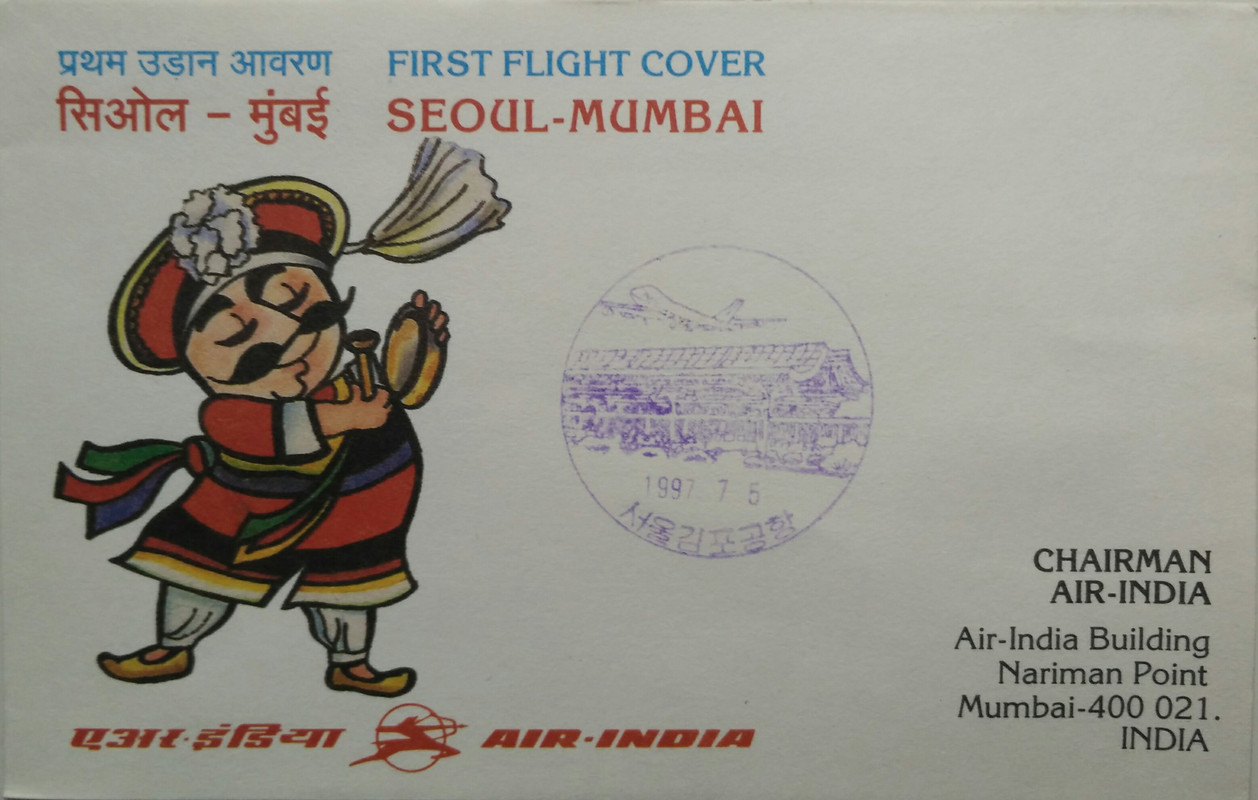 प्रथम उड़ान आवरण
सिओल - मुंबई
FIRST FLIGHT COVER
SEOUL-MUMBAI
1997 7 5
서울김포공항
CHAIRMAN
AIR-INDIA
Air-India Building
Nariman Point
Mumbai-400 021.
INDIA
एअर-इंडिया
AIR-INDIA